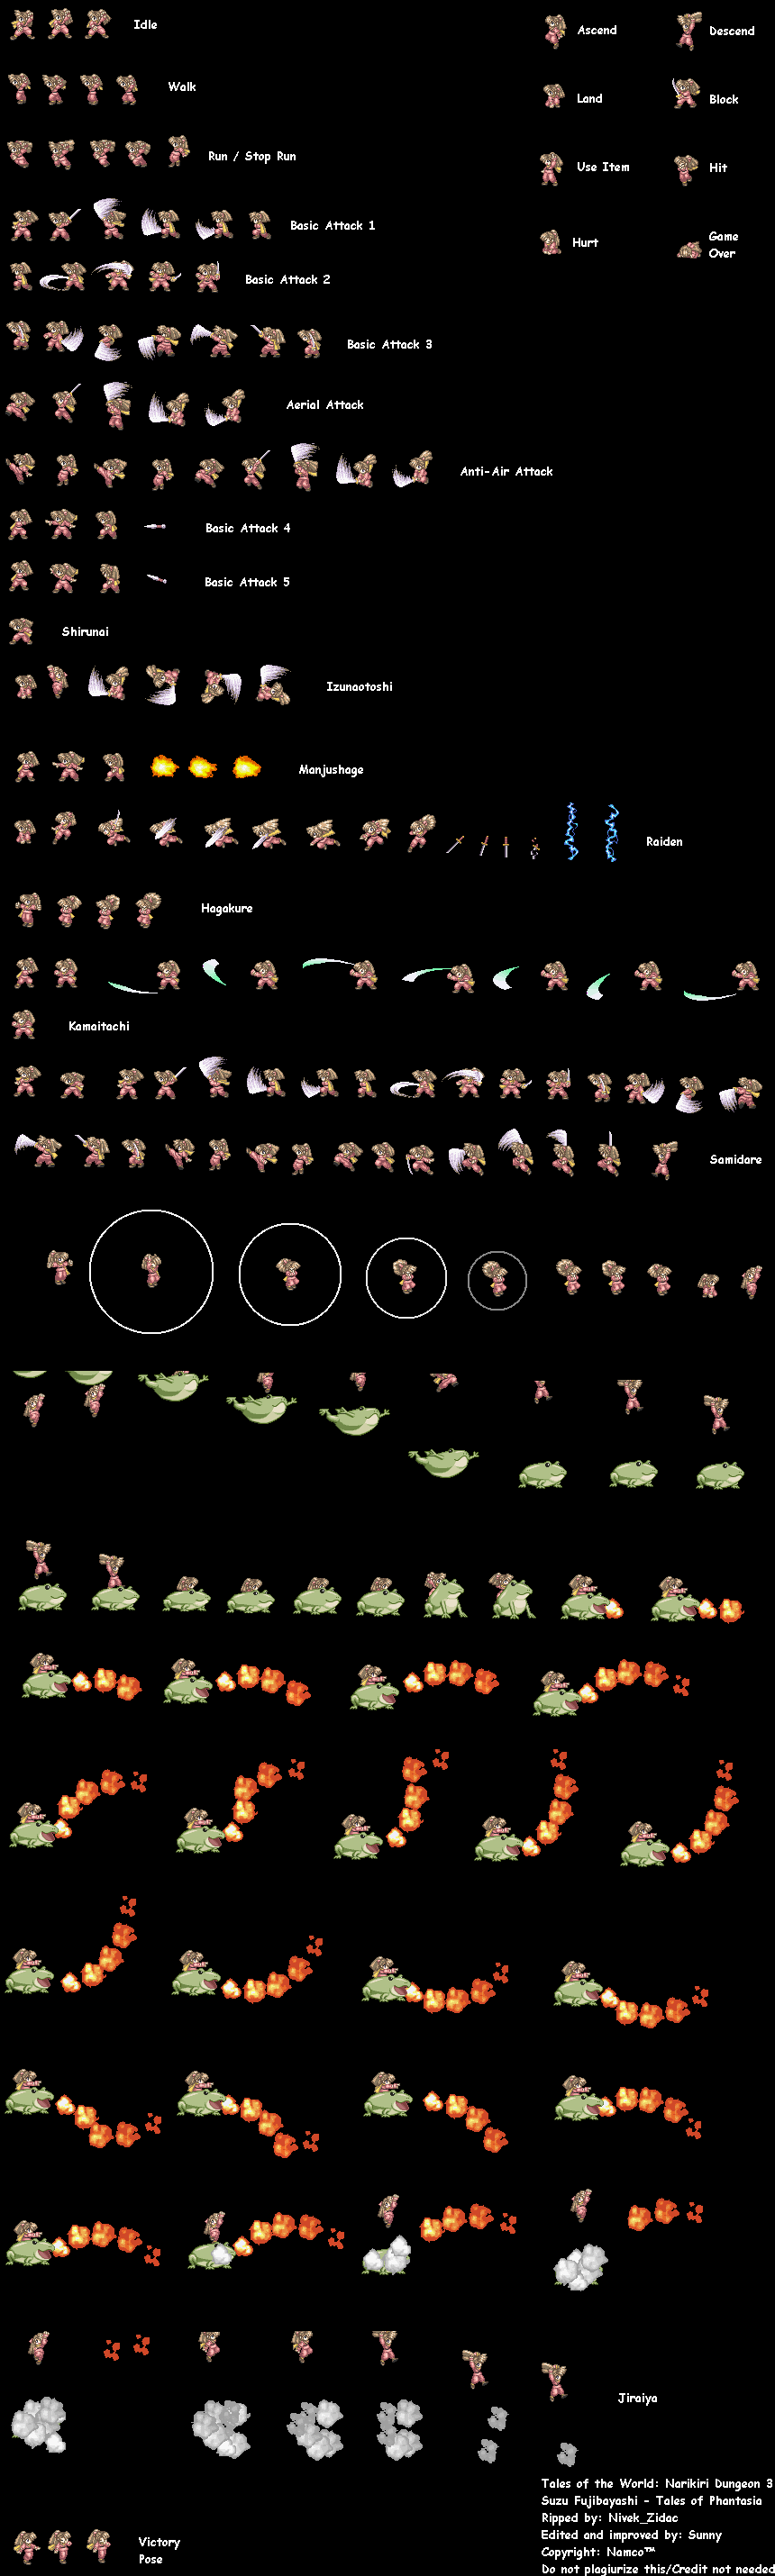 Idle
Ascend
Descend
Walk
Land
Block
Run / Stop Run
Use Item
Hit
Basic Attack 1
Hurt
Game
Over
Basic Attack 2
Basic Attack 3
Aerial Attack
Anti-Air Attack
Basic Attack 4
Basic Attack 5
Shirunai
Izunaotoshi
Manjushage
Raiden
Hagakure
Kamaitachi
Samidare
Jiraiya
Tales of the World: Narikiri Dungeon 3
Suzu Fujibayashi - Tales of Phantasia
Ripped by: Nivek_Zidac
Edited and improved by: Sunny
Copyright: Namco™
Do not plagiurize this/Credit not needed
Victory
Pose